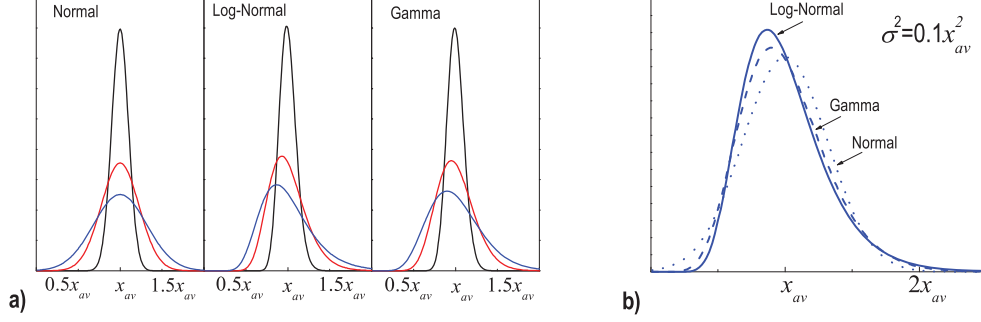 Normal
Log-Normal
Gamma
0.5x_av x_av 1.5x_av 0.5x_av x_av 1.5x_av 0.5x_av x_av 1.5x_av
a)
Log-Normal
σ²=0.1x²_av
Gamma
Normal
x_av 2x_av
b)